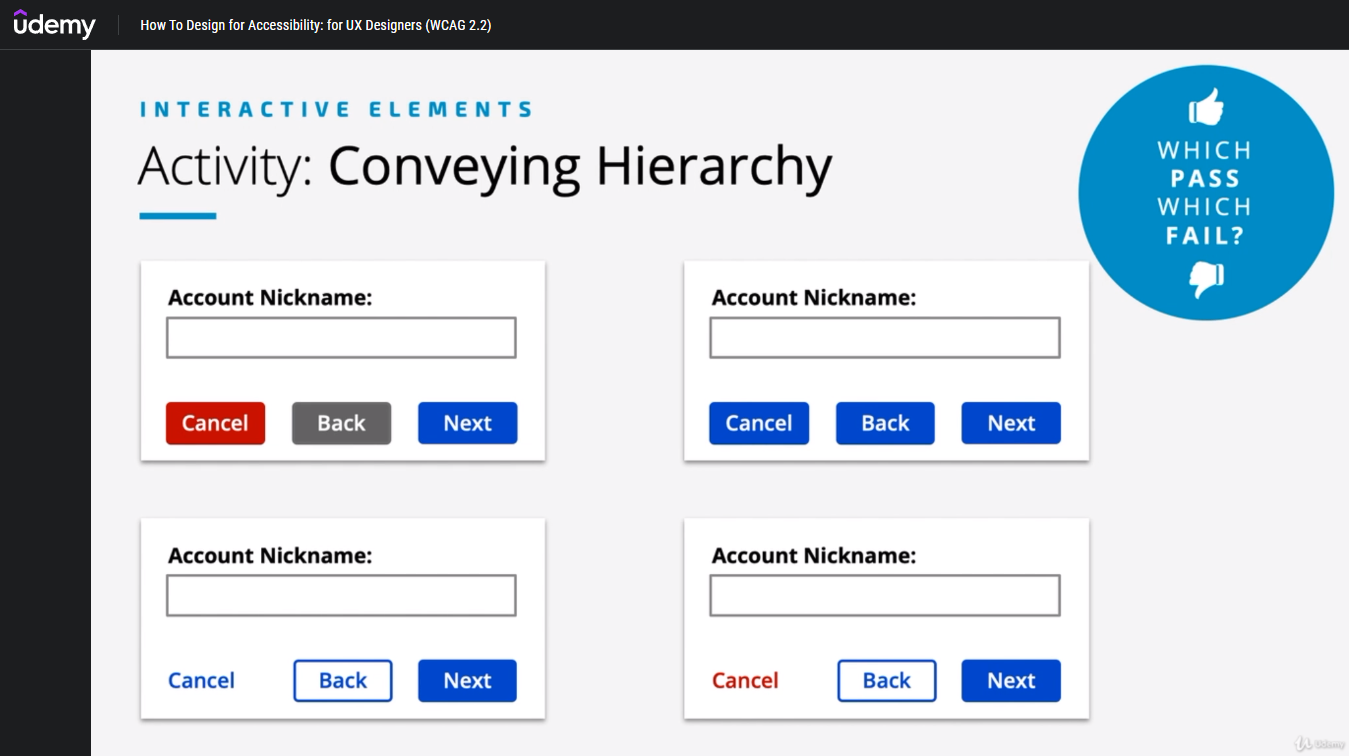 udemy
How To Design for Accessibility: for UX Designers (WCAG 2.2)
INTERACTIVE ELEMENTS
Activity: Conveying Hierarchy
WHICH
PASS
WHICH
FAIL?
Account Nickname:
Cancel Back Next
Account Nickname:
Cancel Back Next
Account Nickname:
Cancel Back Next
Account Nickname:
Cancel Back Next
Udemy